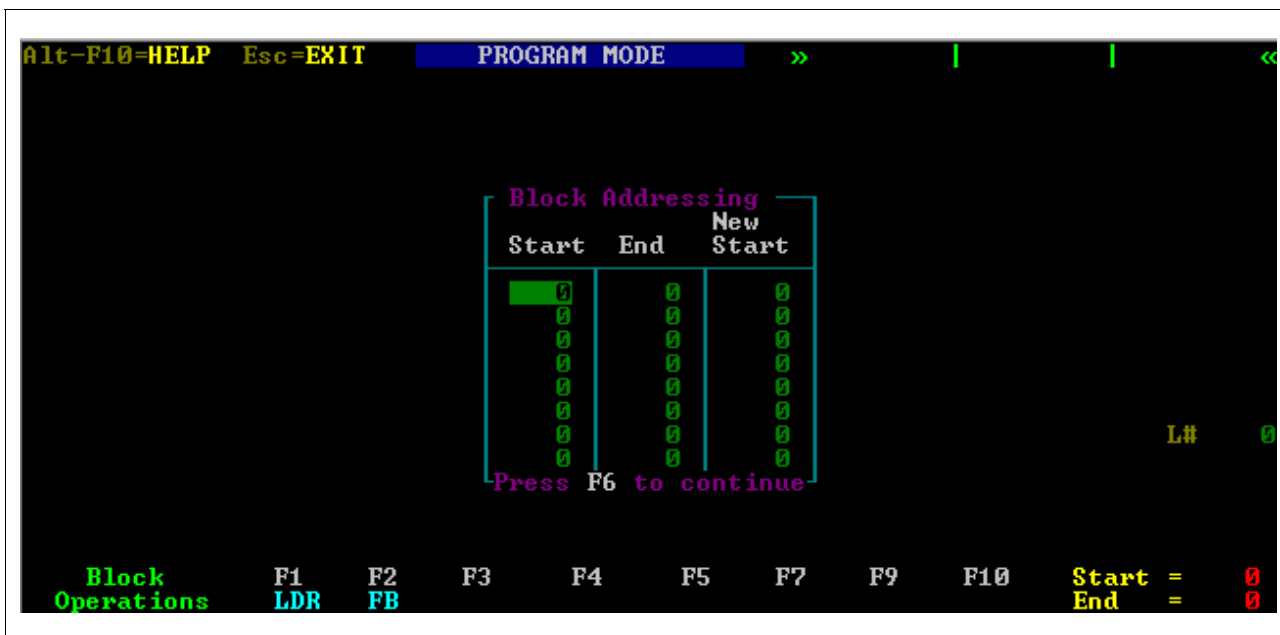 Alt-F10=HELP Esc=EXIT PROGRAM MODE » | | «
Block Addressing
New
Start End Start
0 0 0
0 0 0
0 0 0
0 0 0
0 0 0
0 0 0
0 0 0
L# 0
0 0 0
Press F6 to continue
Block F1 F2 F3 F4 F5 F7 F9 F10 Start = 0
Operations LDR FB End = 0